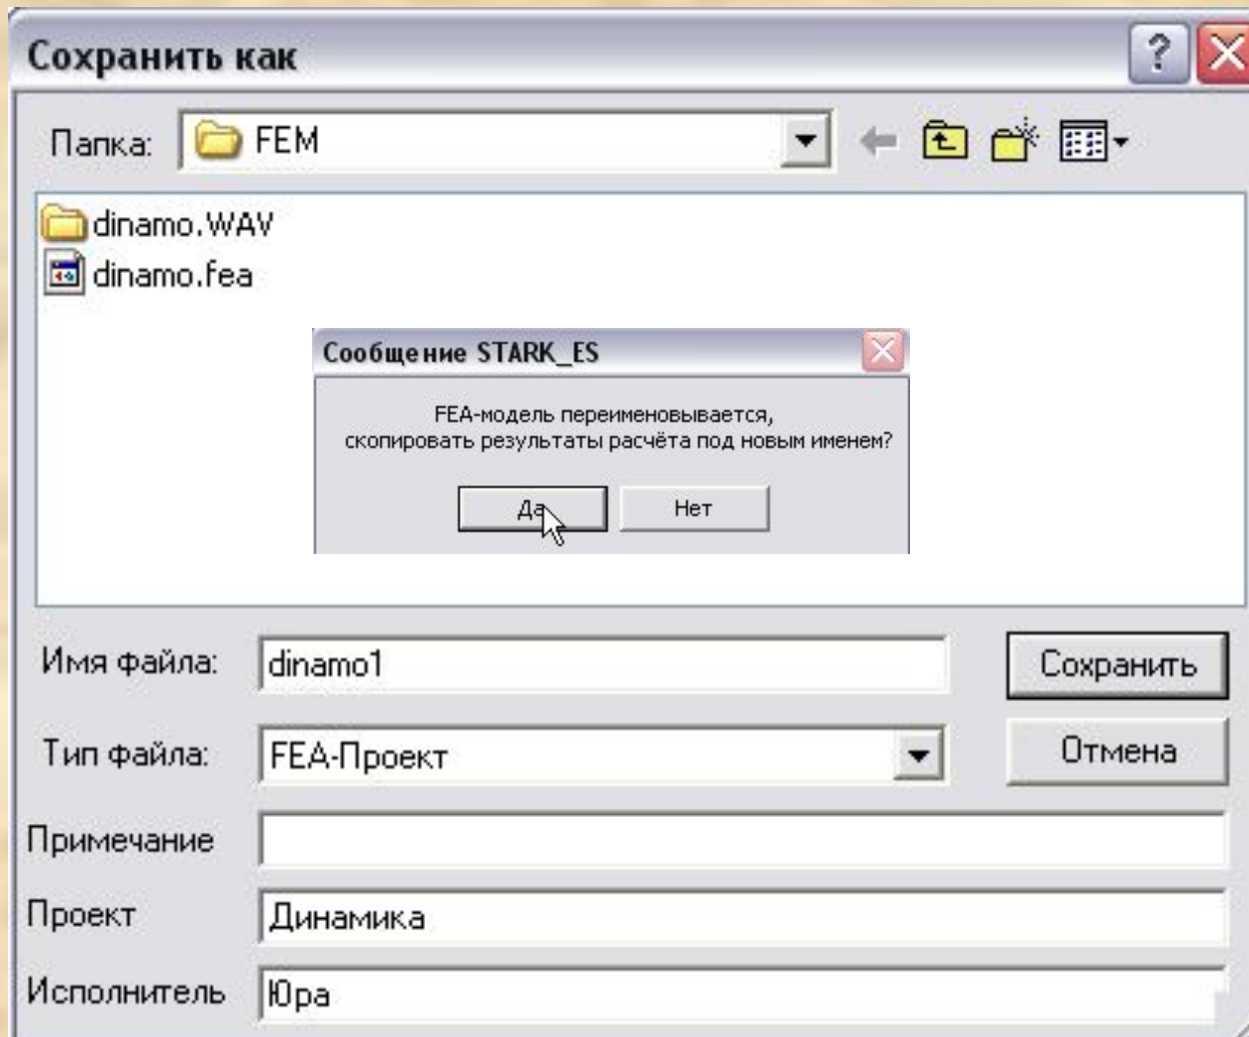 Сохранить как
Папка: FEM
dinamo.WAV
dinamo.fea
Сообщение STARK_ES
FEA-модель переименовывается,
скопировать результаты расчёта под новым именем?
Да Нет
Имя файла: dinamo1 Сохранить
Тип файла: FEA-Проект Отмена
Примечание
Проект Динамика
Исполнитель Юра